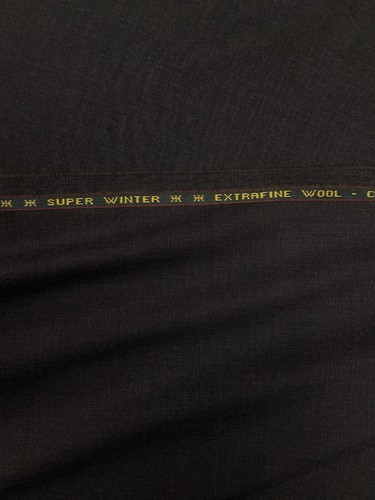 Ж Ж SUPER WINTER Ж Ж EXTRAFINE WOOL - C